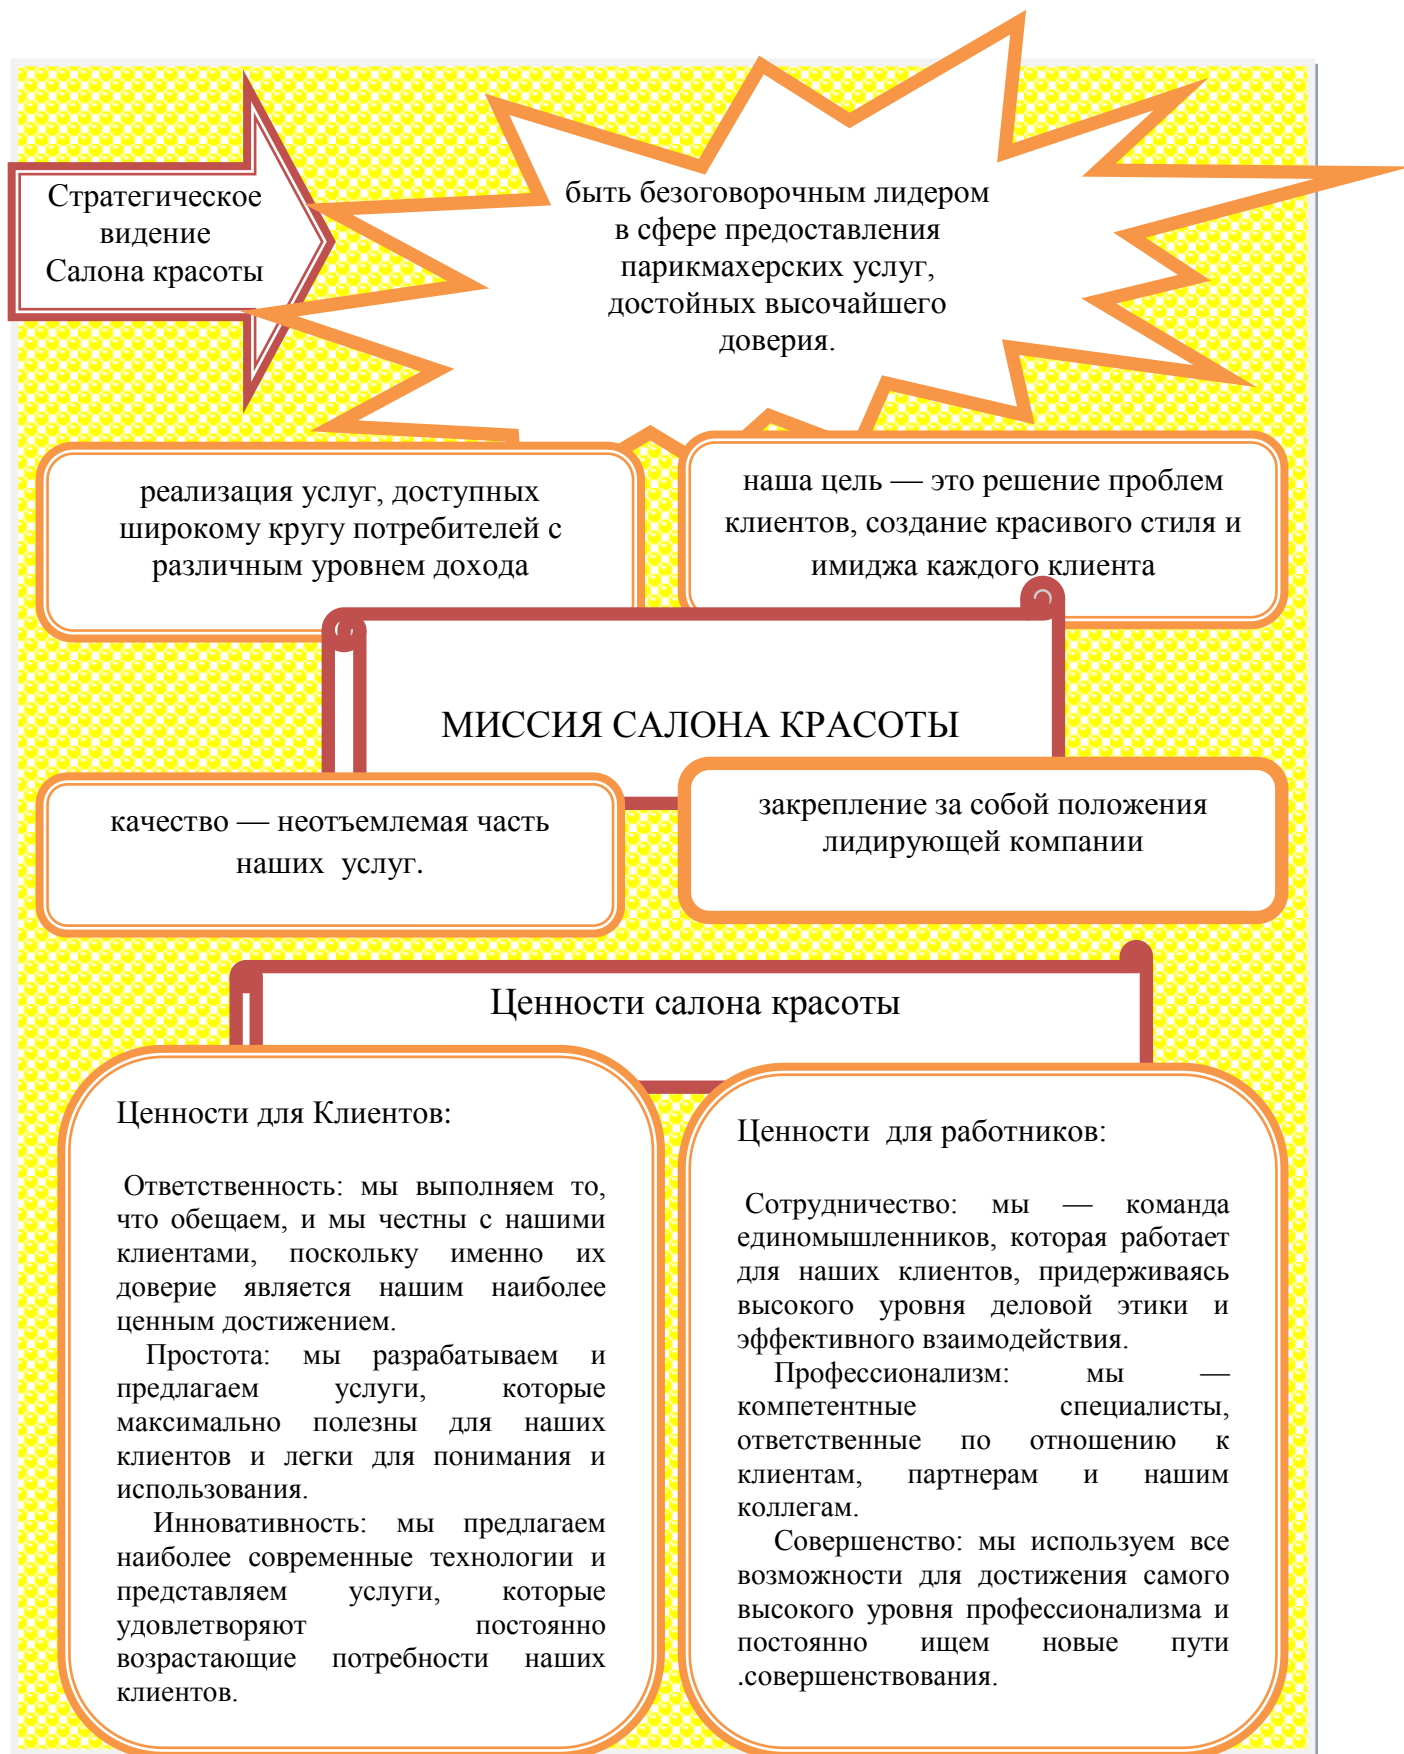 Стратегическое
видение
Салона красоты
быть безоговорочным лидером
в сфере предоставления
парикмахерских услуг,
достойных высочайшего
доверия.
реализация услуг, доступных
широкому кругу потребителей с
различным уровнем дохода
наша цель — это решение проблем
клиентов, создание красивого стиля и
имиджа каждого клиента
МИССИЯ САЛОНА КРАСОТЫ
качество — неотъемлемая часть
наших услуг.
закрепление за собой положения
лидирующей компании
Ценности салона красоты
Ценности для Клиентов:
Ответственность: мы выполняем то,
что обещаем, и мы честны с нашими
клиентами, поскольку именно их
доверие является нашим наиболее
ценным достижением.
Простота: мы разрабатываем и
предлагаем услуги, которые
максимально полезны для наших
клиентов и легки для понимания и
использования.
Инновативность: мы предлагаем
наиболее современные технологии и
представляем услуги, которые
удовлетворяют постоянно
возрастающие потребности наших
клиентов.
Ценности для работников:
Сотрудничество: мы — команда
единомышленников, которая работает
для наших клиентов, придерживаясь
высокого уровня деловой этики и
эффективного взаимодействия.
Профессионализм: мы —
компетентные специалисты,
ответственные по отношению к
клиентам, партнерам и нашим
коллегам.
Совершенство: мы используем все
возможности для достижения самого
высокого уровня профессионализма и
постоянно ищем новые пути
.совершенствования.